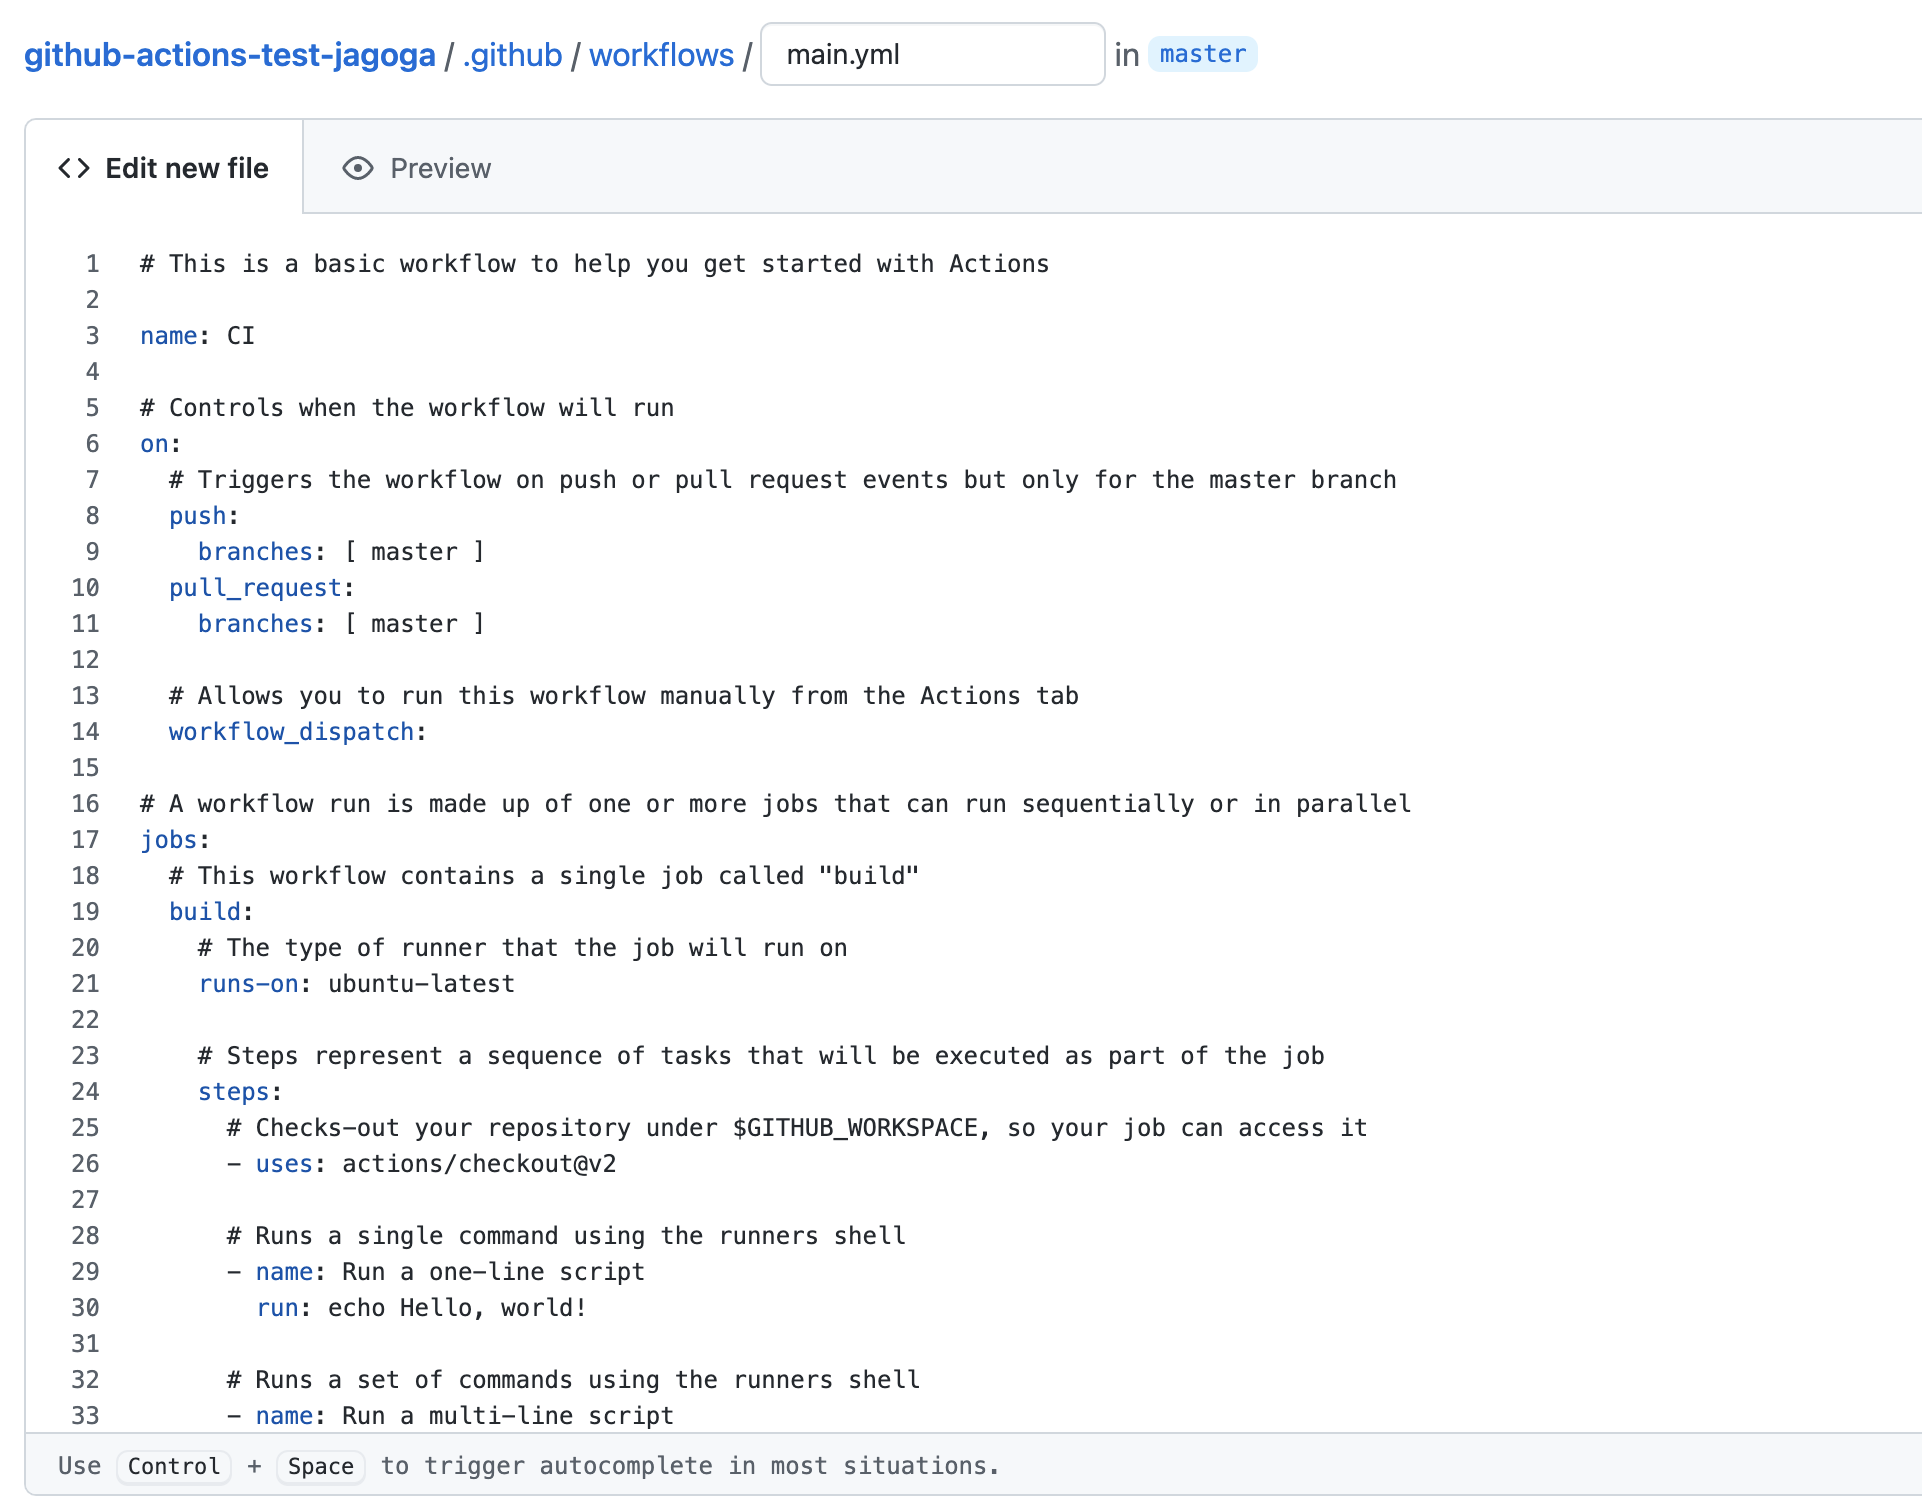 github-actions-test-jagoga / .github / workflows / main.yml in master
Edit new file Preview
1 # This is a basic workflow to help you get started with Actions
2
3 name: CI
4
5 # Controls when the workflow will run
6 on:
7   # Triggers the workflow on push or pull request events but only for the master branch
8   push:
9     branches: [ master ]
10   pull_request:
11     branches: [ master ]
12
13   # Allows you to run this workflow manually from the Actions tab
14   workflow_dispatch:
15
16 # A workflow run is made up of one or more jobs that can run sequentially or in parallel
17 jobs:
18   # This workflow contains a single job called "build"
19   build:
20     # The type of runner that the job will run on
21     runs-on: ubuntu-latest
22
23     # Steps represent a sequence of tasks that will be executed as part of the job
24     steps:
25       # Checks-out your repository under $GITHUB_WORKSPACE, so your job can access it
26       - uses: actions/checkout@v2
27
28       # Runs a single command using the runners shell
29       - name: Run a one-line script
30         run: echo Hello, world!
31
32       # Runs a set of commands using the runners shell
33       - name: Run a multi-line script
Use Control + Space to trigger autocomplete in most situations.